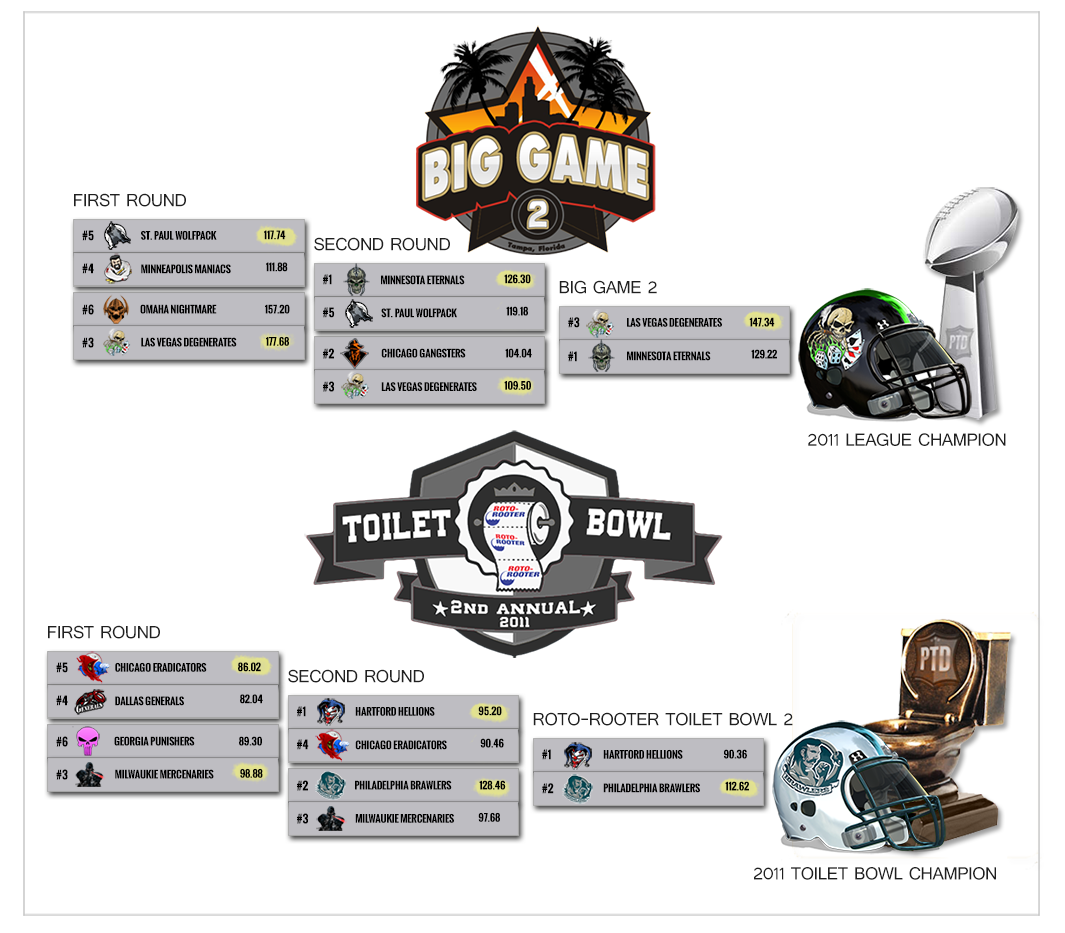 BIG GAME
2
Tampa, Florida
FIRST ROUND
#5 ST. PAUL WOLFPACK 117.74
#4 MINNEAPOLIS MANIACS 111.88
#6 OMAHA NIGHTMARE 157.20
#3 LAS VEGAS DEGENERATES 177.68
SECOND ROUND
#1 MINNESOTA ETERNALS 126.30
#5 ST. PAUL WOLFPACK 119.18
#2 CHICAGO GANGSTERS 104.04
#3 LAS VEGAS DEGENERATES 109.50
BIG GAME 2
#3 LAS VEGAS DEGENERATES 147.34
#1 MINNESOTA ETERNALS 129.22
PTD
2011 LEAGUE CHAMPION
TOILET BOWL
ROTO-
ROOTER
ROTO-
ROOTER
ROTO-
ROOTER
★2ND ANNUAL★
2011
FIRST ROUND
#5 CHICAGO ERADICATORS 86.02
#4 GENERALS DALLAS GENERALS 82.04
#6 GEORGIA PUNISHERS 89.30
#3 MILWAUKIE MERCENARIES 98.88
SECOND ROUND
#1 HARTFORD HELLIONS 95.20
#4 CHICAGO ERADICATORS 90.46
#2 PHILADELPHIA BRAWLERS 128.46
#3 MILWAUKIE MERCENARIES 97.68
ROTO-ROOTER TOILET BOWL 2
#1 HARTFORD HELLIONS 90.36
#2 PHILADELPHIA BRAWLERS 112.62
PTD
BRAWLERS
2011 TOILET BOWL CHAMPION